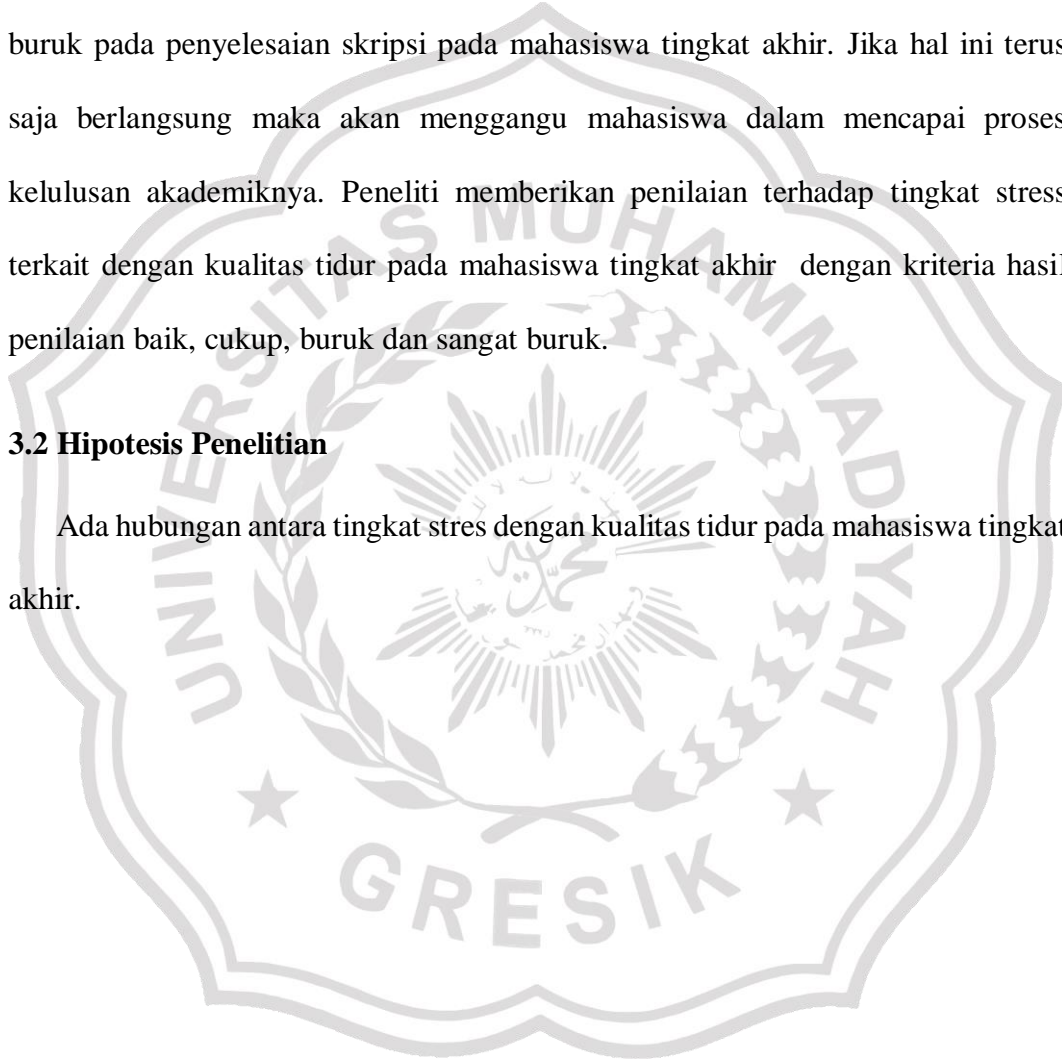 buruk pada penyelesaian skripsi pada mahasiswa tingkat akhir. Jika hal ini terus
saja berlangsung maka akan menggangu mahasiswa dalam mencapai proses
kelulusan akademiknya. Peneliti memberikan penilaian terhadap tingkat stress
terkait dengan kualitas tidur pada mahasiswa tingkat akhir dengan kriteria hasil
penilaian baik, cukup, buruk dan sangat buruk.
3.2 Hipotesis Penelitian
Ada hubungan antara tingkat stres dengan kualitas tidur pada mahasiswa tingkat
akhir.
UNIVERSITAS MUHAMMADIYAH
GRESIK